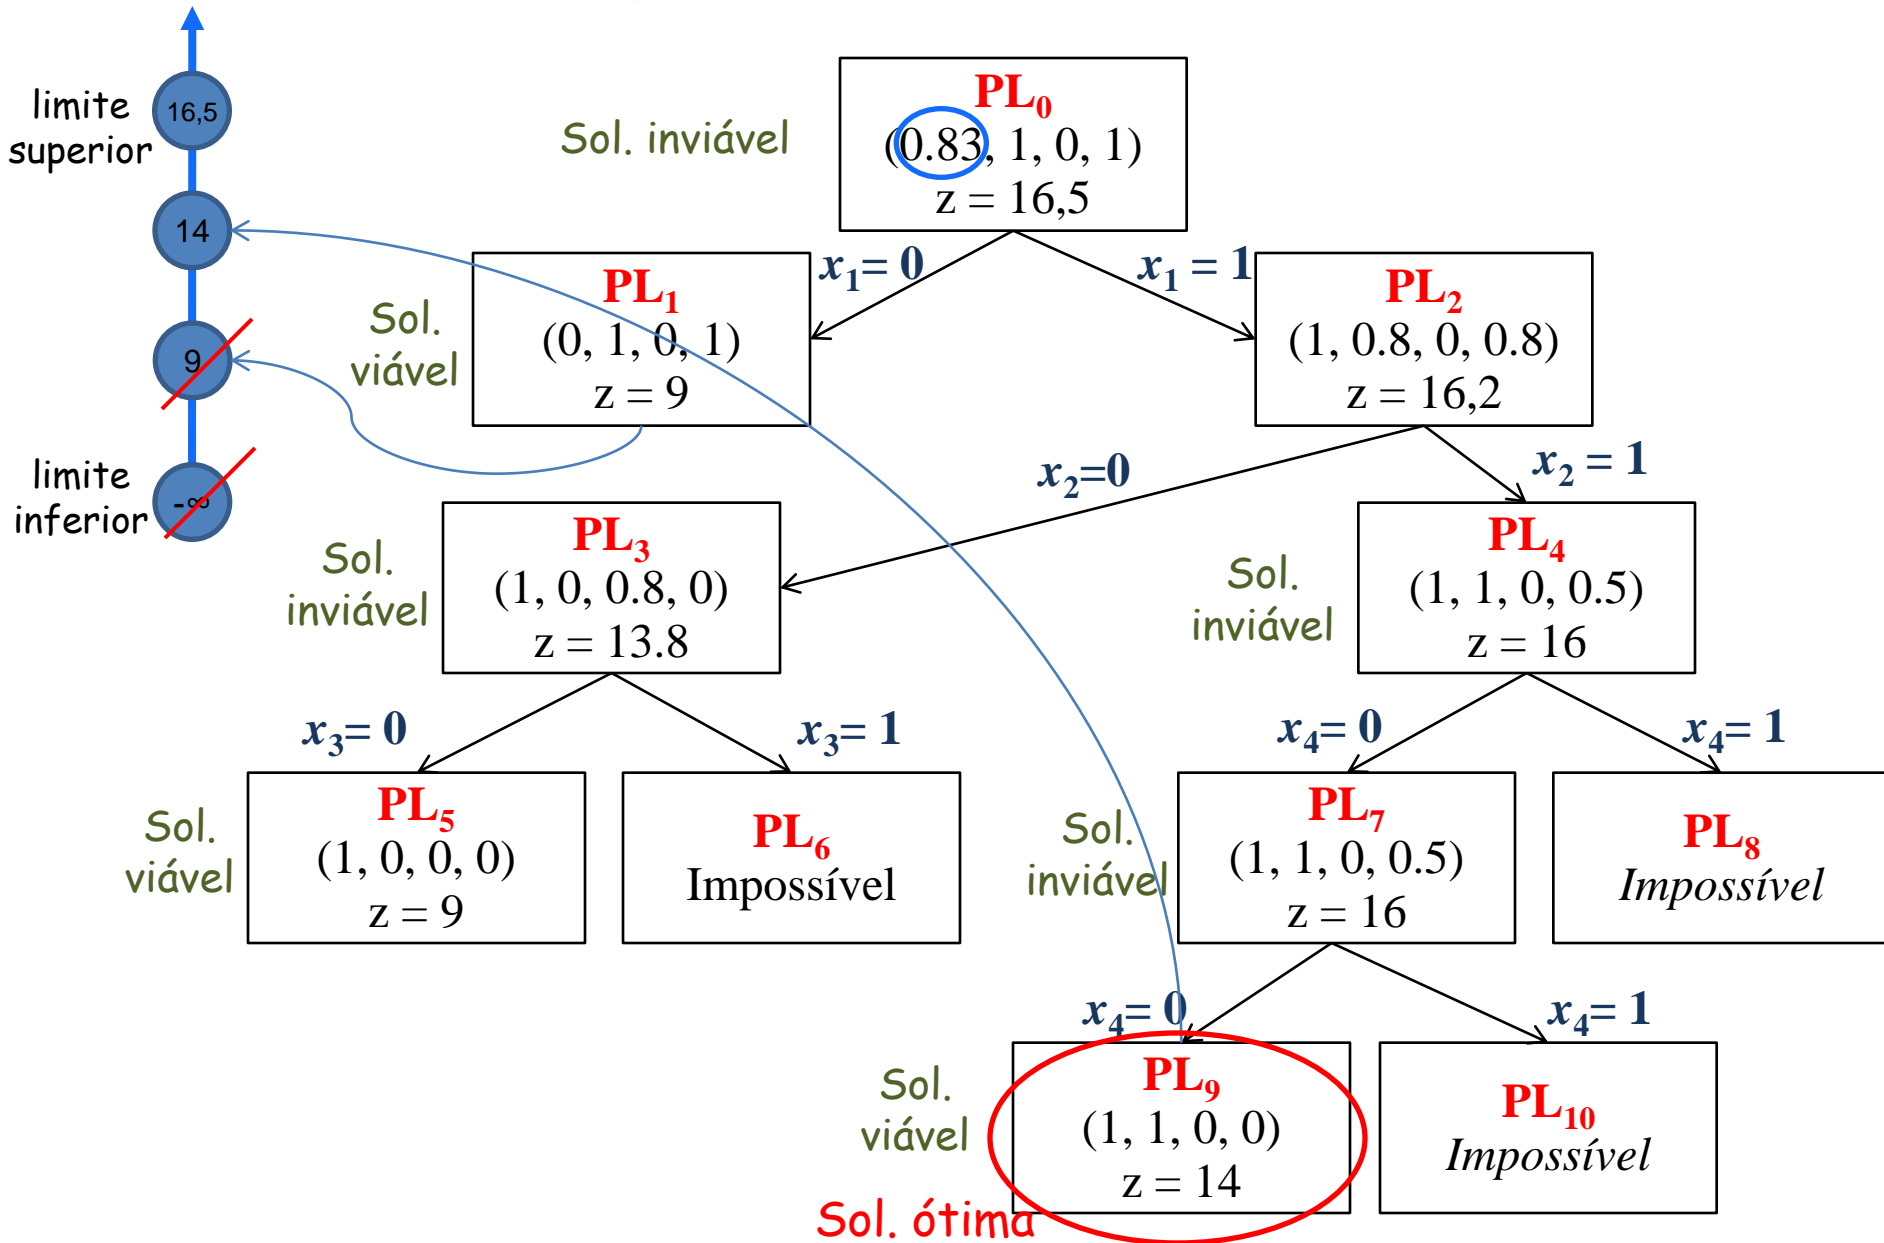 limite
superior
16,5
14
9
limite
inferior
-∞
Sol. inviável
PL0
(0.83, 1, 0, 1)
z = 16,5
x1= 0
x1 = 1
Sol.
viável
PL1
(0, 1, 0, 1)
z = 9
PL2
(1, 0.8, 0, 0.8)
z = 16,2
x2=0
x2 = 1
Sol.
inviável
PL3
(1, 0, 0.8, 0)
z = 13.8
Sol.
inviável
PL4
(1, 1, 0, 0.5)
z = 16
x3= 0
x3= 1
x4= 0
x4= 1
Sol.
viável
PL5
(1, 0, 0, 0)
z = 9
PL6
Impossível
Sol.
inviável
PL7
(1, 1, 0, 0.5)
z = 16
PL8
Impossível
x4= 0
x4= 1
Sol.
viável
PL9
(1, 1, 0, 0)
z = 14
PL10
Impossível
Sol. ótima